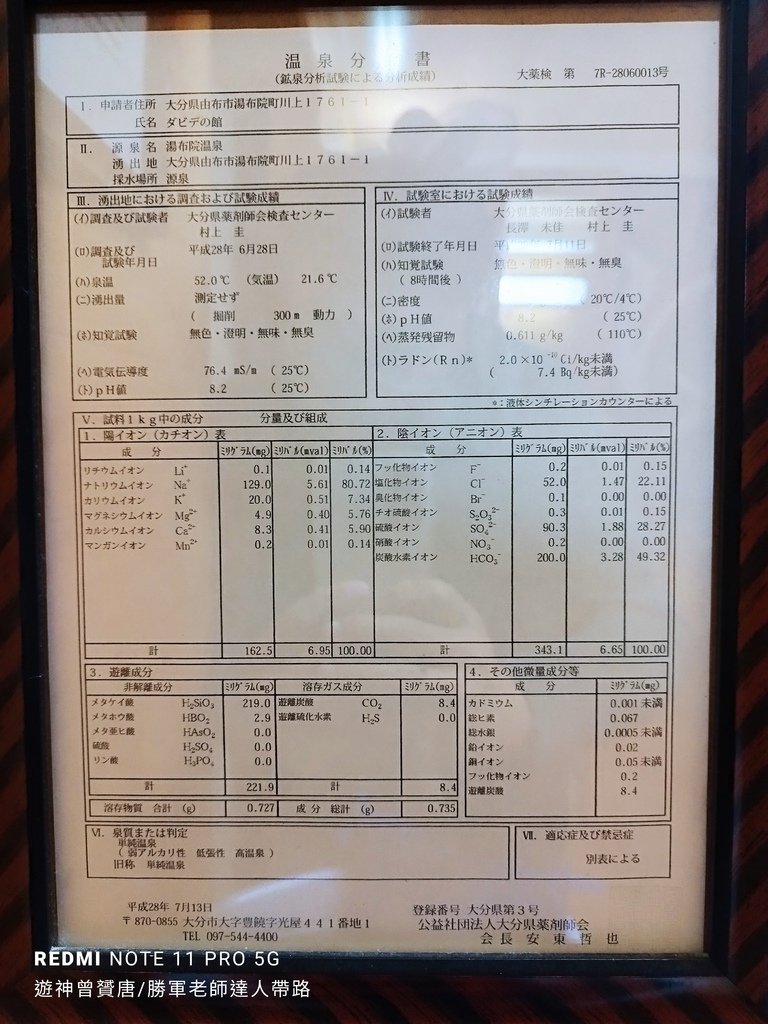 温泉分 書
(鉱泉分析試験による分析成績)
大薬検 第 7R-28060013号
I. 申請者住所 大分県由布市湯布院町川上1761-1
氏名 ダビデの館
II. 源泉名 湯布院温泉
湧出地 大分県由布市湯布院町川上1761-1
採水場所 源泉
III. 湧出地における調査および試験成績
(イ)調査及び試験者 大分県薬剤師会検査センター
村上 圭
(ロ)調査及び試験年月日 平成28年 6月28日
(ハ)泉温 52.0℃ (気温) 21.6℃
(ニ)湧出量 測定せず
( 掘削 300m 動力 )
(ホ)知覚試験 無色・澄明・無味・無臭
(ヘ)電気伝導度 76.4 mS/m (25℃)
(ト)pH値 8.2 (25℃)
IV. 試験室における試験成績
(イ)試験者 大分県薬剤師会検査センター
長澤 未佳 村上 圭
(ロ)試験終了年月日 平 月11日
(ハ)知覚試験 無色・澄明・無味・無臭
(8時間後)
(ニ)密度 (20℃/4℃)
(ホ)pH値 8.2 (25℃)
(ヘ)蒸発残留物 0.611 g/kg (110℃)
(ト)ラドン(Rn)* 2.0×10⁻¹⁰ Ci/kg未満
( 7.4 Bq/kg未満)
*:液体シンチレーションカウンターによる
V. 試料1kg中の成分 分量及び組成
1. 陽イオン(カチオン)表
成分 ミリグラム(mg) ミリバル(mval) ミリバル(%)
リチウムイオン Li⁺ 0.1 0.01 0.14
ナトリウムイオン Na⁺ 129.0 5.61 80.72
カリウムイオン K⁺ 20.0 0.51 7.34
マグネシウムイオン Mg²⁺ 4.9 0.40 5.76
カルシウムイオン Ca²⁺ 8.3 0.41 5.90
マンガンイオン Mn²⁺ 0.2 0.01 0.14
計 162.5 6.95 100.00
2. 陰イオン(アニオン)表
成分 ミリグラム(mg) ミリバル(mval) ミリバル(%)
フッ化物イオン F⁻ 0.2 0.01 0.15
塩化物イオン Cl⁻ 52.0 1.47 22.11
臭化物イオン Br⁻ 0.1 0.00 0.00
チオ硫酸イオン S₂O₃²⁻ 0.3 0.01 0.15
硫酸イオン SO₄²⁻ 90.3 1.88 28.27
硝酸イオン NO₃⁻ 0.2 0.00 0.00
炭酸水素イオン HCO₃⁻ 200.0 3.28 49.32
計 343.1 6.65 100.00
3. 遊離成分
非解離成分 ミリグラム(mg) 溶存ガス成分 ミリグラム(mg)
メタケイ酸 H₂SiO₃ 219.0 遊離炭酸 CO₂ 8.4
メタホウ酸 HBO₂ 2.9 遊離硫化水素 H₂S 0.0
メタ亜ヒ酸 HAsO₂ 0.0
硫酸 H₂SO₄ 0.0
リン酸 H₃PO₄ 0.0
計 221.9 計 8.4
溶存物質 合計 (g) 0.727 成分 総計 (g) 0.735
4. その他微量成分等
成分 ミリグラム(mg)
カドミウム 0.001 未満
総ヒ素 0.067
総水銀 0.0005 未満
鉛イオン 0.02
銅イオン 0.05 未満
フッ化物イオン 0.2
遊離炭酸 8.4
VI. 泉質または判定
単純温泉
(弱アルカリ性 低張性 高温泉)
旧称 単純温泉
VII. 適応症及び禁忌症
別表による
平成28年 7月13日
〒870-0855 大分市大字豊饒字光屋441番地1
TEL 097-544-4400
登録番号 大分県第3号
公益社団法人大分県薬剤師会
会長 安東 哲也
REDMI NOTE 11 PRO 5G
遊神曾贇唐/勝軍老師達人帶路